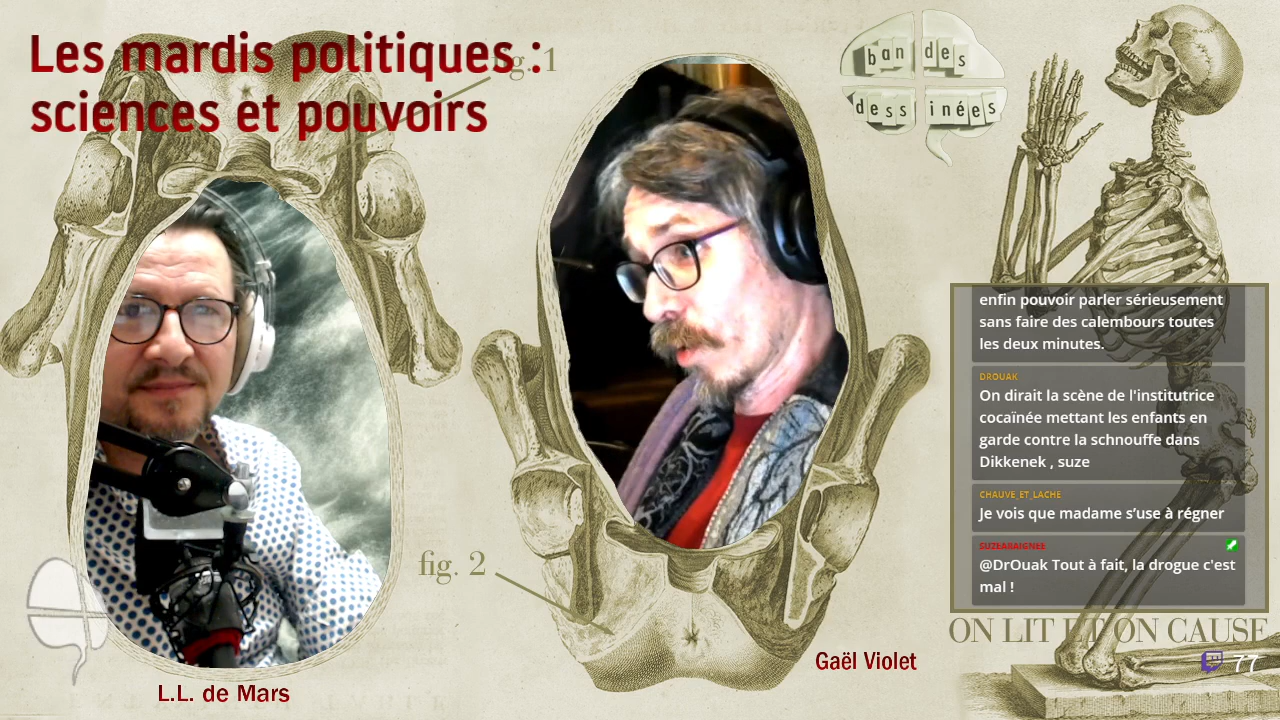 Les mardis politiques :
sciences et pouvoirs
fig. 1
ban des
dess inées
enfin pouvoir parler sérieusement
sans faire des calembours toutes
les deux minutes.
DROUAK
On dirait la scène de l'institutrice
cocaïnée mettant les enfants en
garde contre la schnouffe dans
Dikkenek , suze
CHAUVE_ET_LACHE
Je vois que madame s’use à régner
SUZEARAIGNEE
@DrOuak Tout à fait, la drogue c'est
mal !
fig. 2
ON LIT ET ON CAUSE
77
Gaël Violet
L.L. de Mars